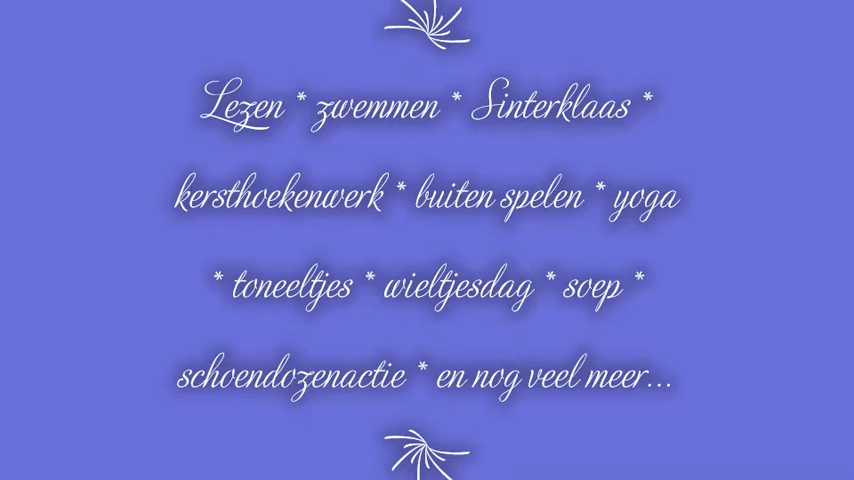 Lezen * zwemmen * Sinterklaas *
kersthoekenwerk * buiten spelen * yoga
* toneeltjes * wieltjesdag * soep *
schoendozenactie * en nog veel meer...